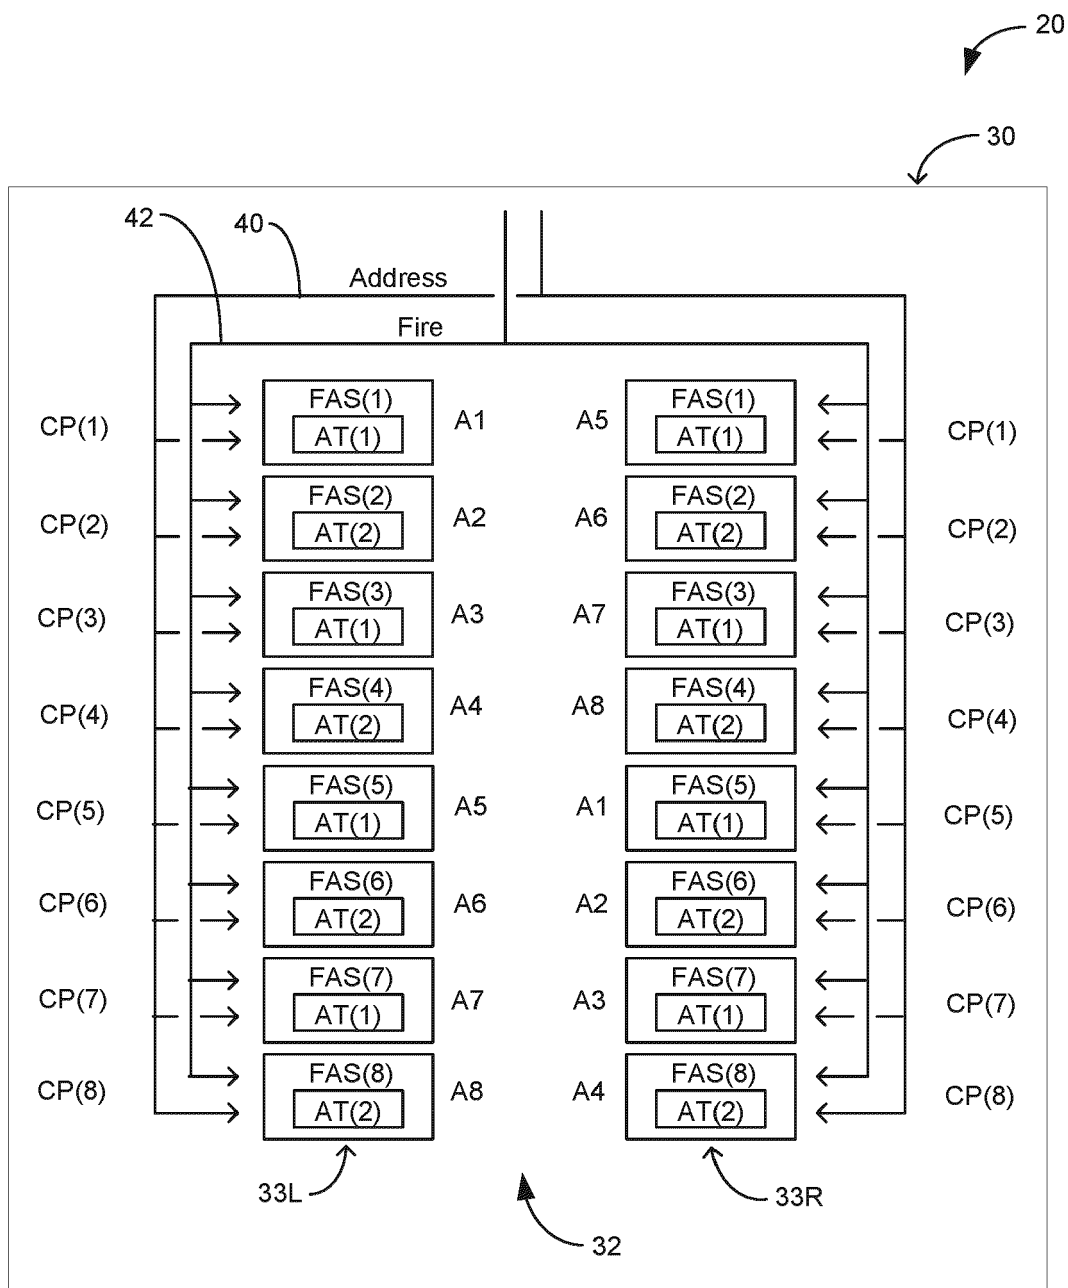 20
30
42
40
Address
Fire
CP(1) FAS(1) A1 A5 FAS(1) CP(1)
AT(1) AT(1)
CP(2) FAS(2) A2 A6 FAS(2) CP(2)
AT(2) AT(2)
CP(3) FAS(3) A3 A7 FAS(3) CP(3)
AT(1) AT(1)
CP(4) FAS(4) A4 A8 FAS(4) CP(4)
AT(2) AT(2)
CP(5) FAS(5) A5 A1 FAS(5) CP(5)
AT(1) AT(1)
CP(6) FAS(6) A6 A2 FAS(6) CP(6)
AT(2) AT(2)
CP(7) FAS(7) A7 A3 FAS(7) CP(7)
AT(1) AT(1)
CP(8) FAS(8) A8 A4 FAS(8) CP(8)
AT(2) AT(2)
33L 33R
32